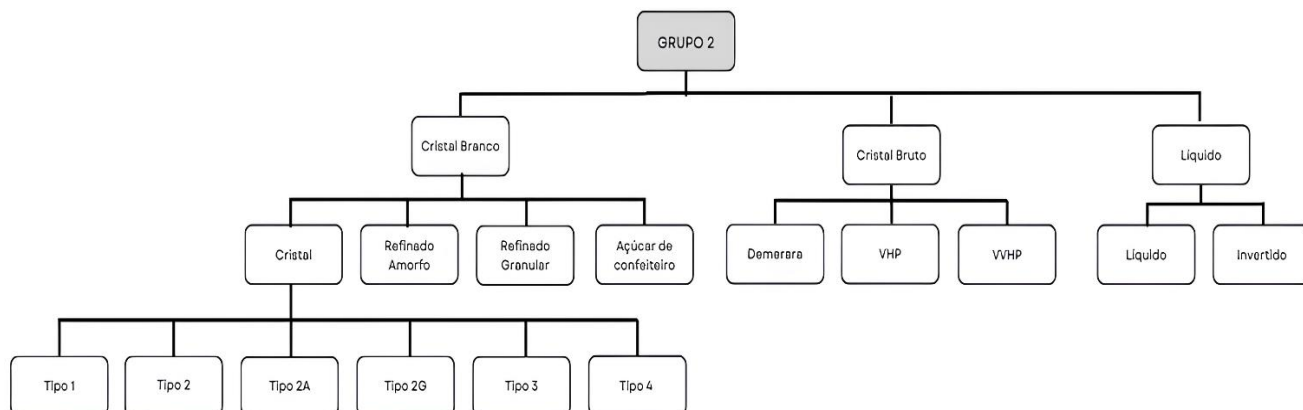 GRUPO 2
Cristal Branco
Cristal Bruto
Líquido
Cristal
Refinado
Amorfo
Refinado
Granular
Açúcar de
confeiteiro
Demerara
VHP
VVHP
Líquido
Invertido
Tipo 1
Tipo 2
Tipo 2A
Tipo 2G
Tipo 3
Tipo 4